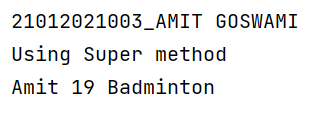 21012021003_AMIT GOSWAMI
Using Super method
Amit 19 Badminton